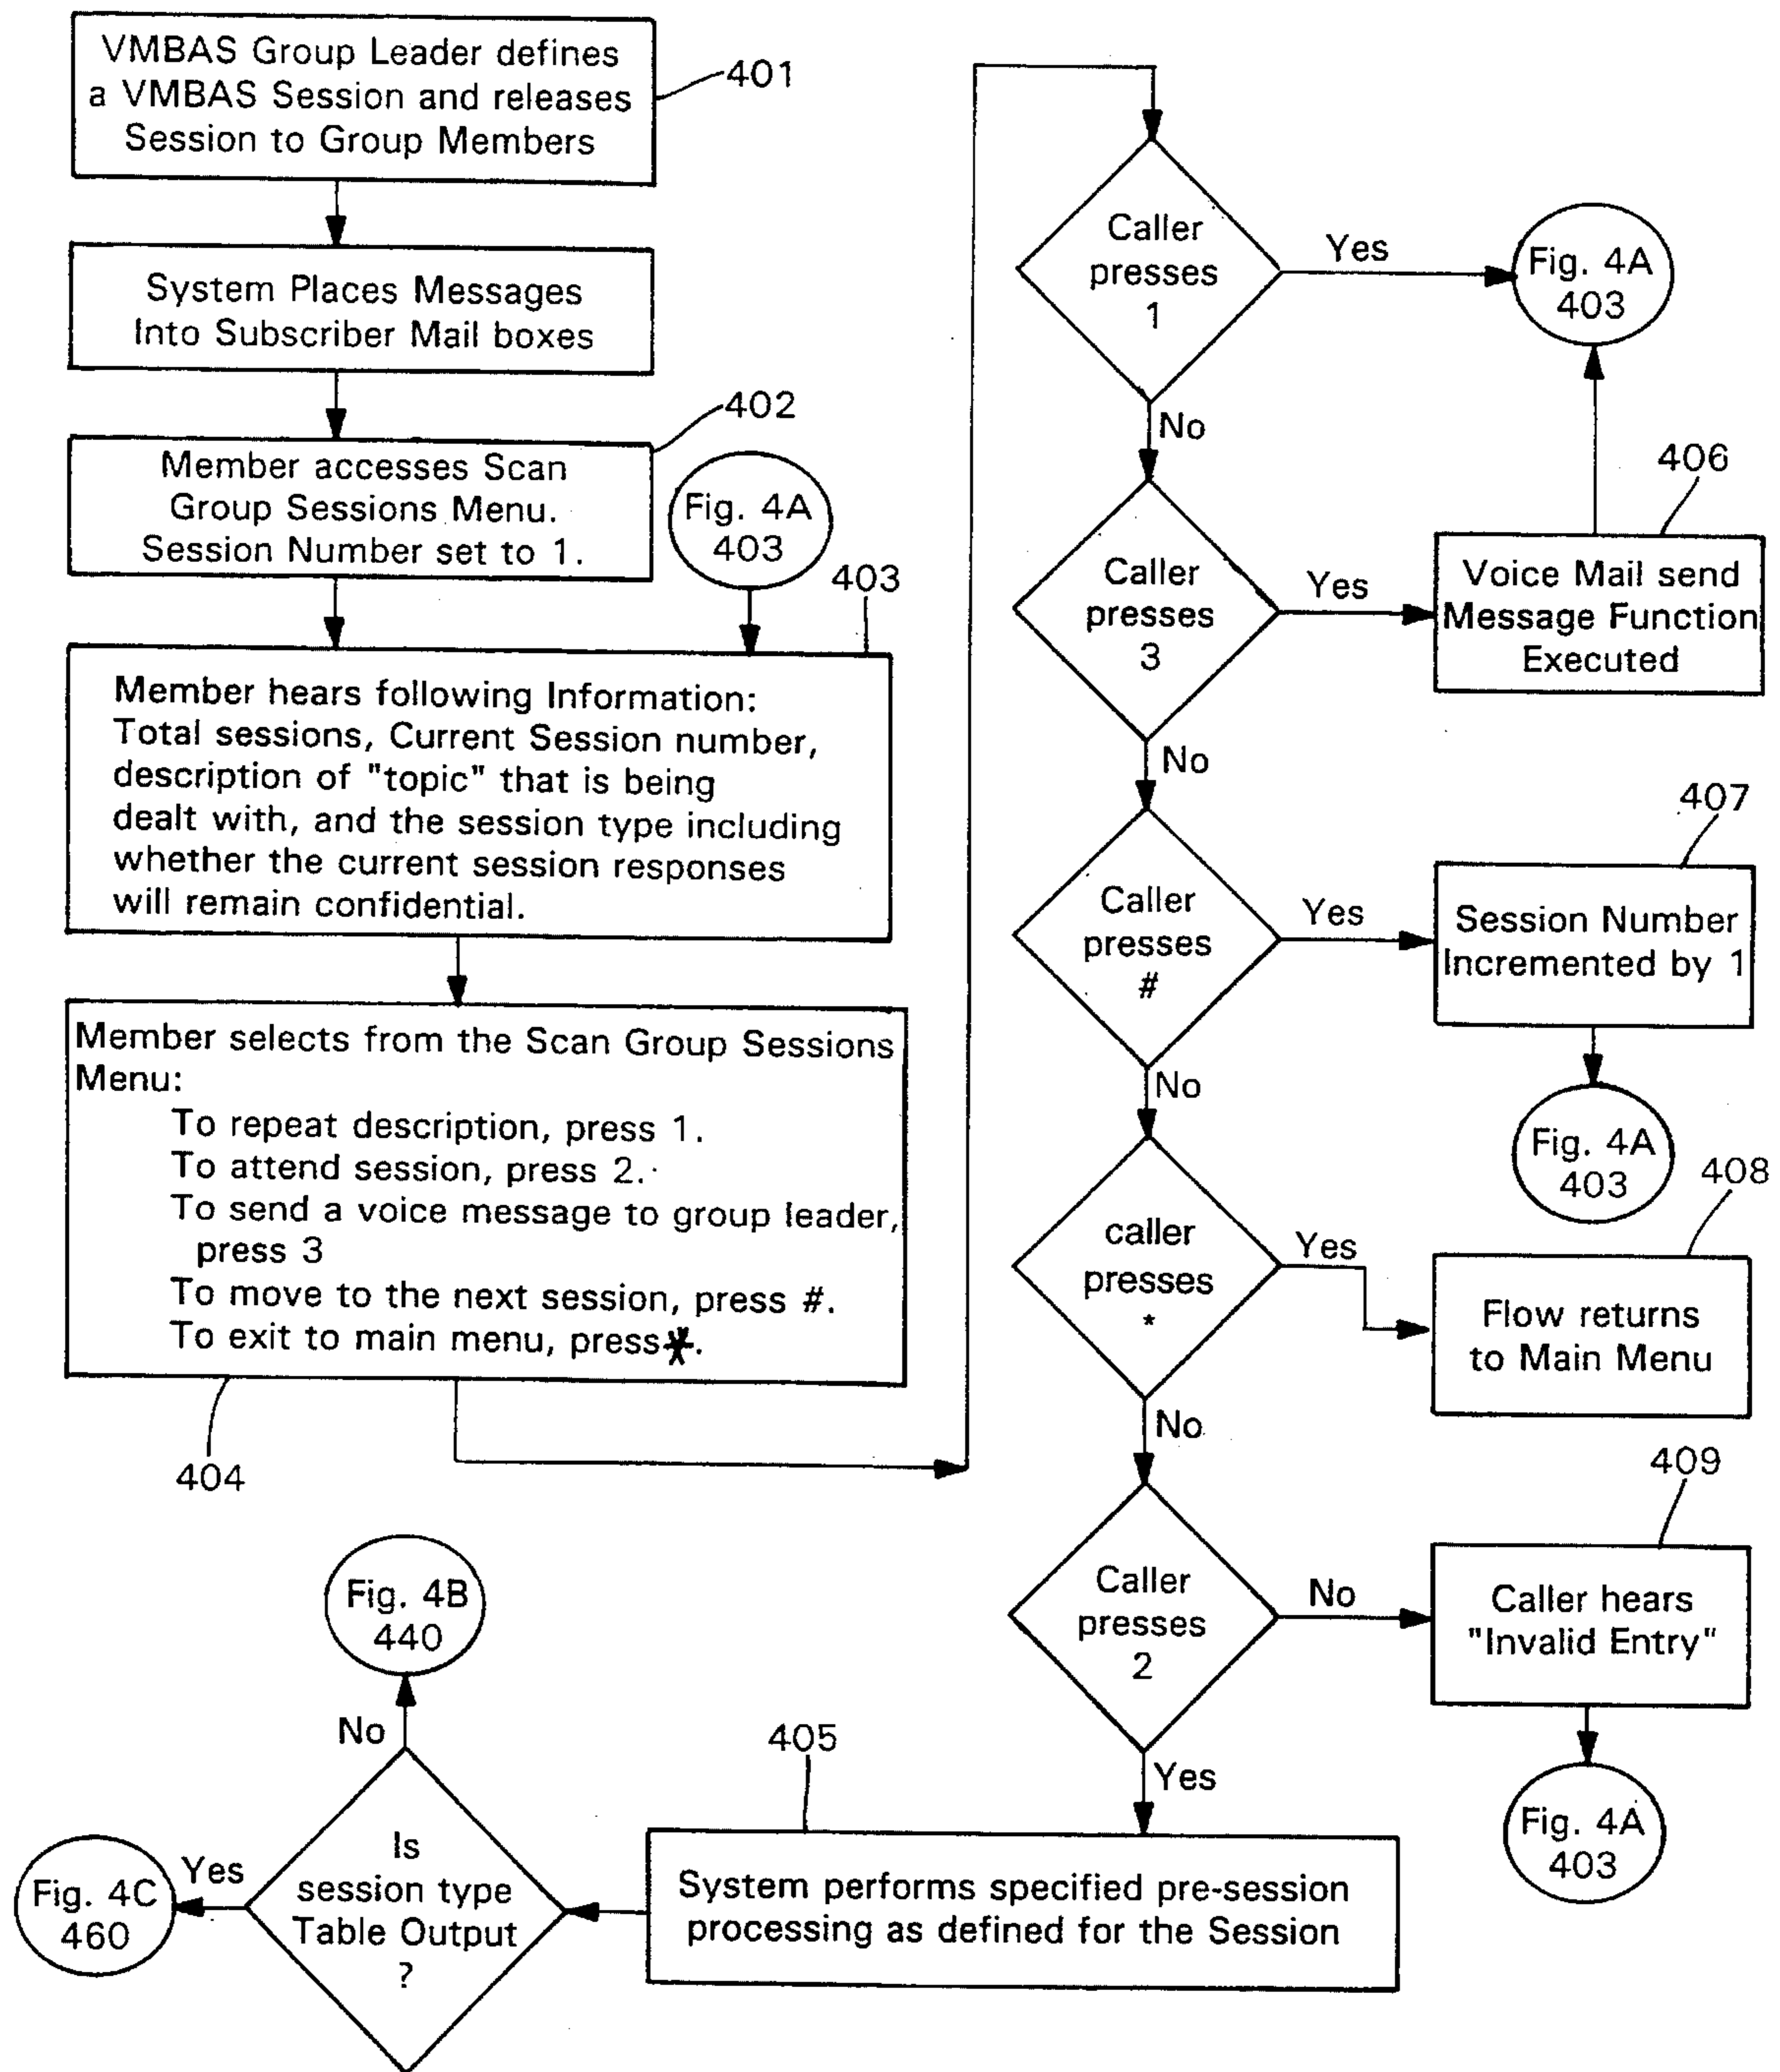 VMBAS Group Leader defines
a VMBAS Session and releases
Session to Group Members
401
System Places Messages
Into Subscriber Mail boxes
402
Member accesses Scan
Group Sessions Menu.
Session Number set to 1.
Fig. 4A
403
403
Member hears following Information:
Total sessions, Current Session number,
description of "topic" that is being
dealt with, and the session type including
whether the current session responses
will remain confidential.
Member selects from the Scan Group Sessions
Menu:
To repeat description, press 1.
To attend session, press 2.
To send a voice message to group leader,
press 3
To move to the next session, press #.
To exit to main menu, press *.
404
Caller
presses
1
Yes
Fig. 4A
403
No
Caller
presses
3
Yes
406
Voice Mail send
Message Function
Executed
No
Caller
presses
#
Yes
407
Session Number
Incremented by 1
Fig. 4A
403
No
caller
presses
*
Yes
408
Flow returns
to Main Menu
No
Caller
presses
2
No
409
Caller hears
"Invalid Entry"
Fig. 4A
403
Yes
405
System performs specified pre-session
processing as defined for the Session
Is
session type
Table Output
?
No
Fig. 4B
440
Yes
Fig. 4C
460